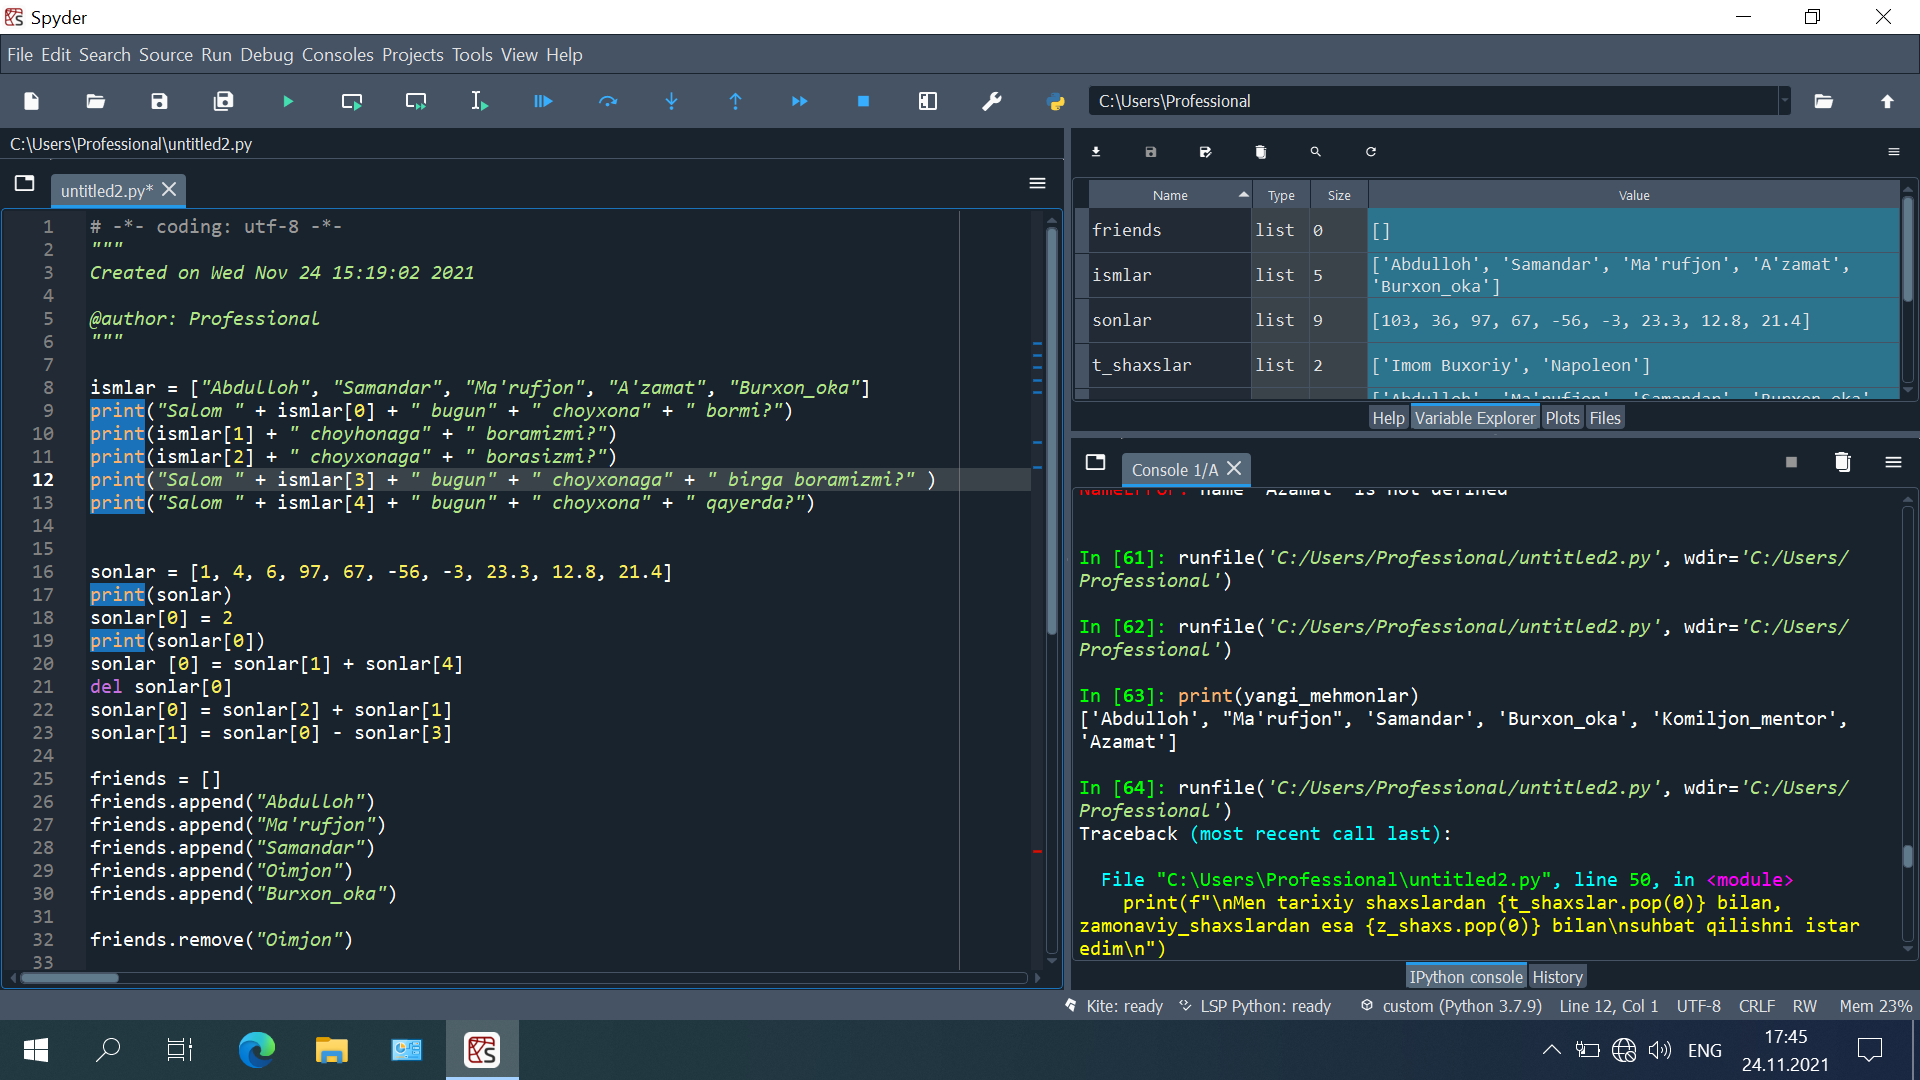 Spyder
File Edit Search Source Run Debug Consoles Projects Tools View Help
C:\Users\Professional
C:\Users\Professional\untitled2.py
untitled2.py*
1 # -*- coding: utf-8 -*-
2 """
3 Created on Wed Nov 24 15:19:02 2021
4
5 @author: Professional
6 """
7
8 ismlar = ["Abdulloh", "Samandar", "Ma'rufjon", "A'zamat", "Burxon_oka"]
9 print("Salom " + ismlar[0] + " bugun" + " choyxona" + " bormi?")
10 print(ismlar[1] + " choyhonaga" + " boramizmi?")
11 print(ismlar[2] + " choyxonaga" + " borasizmi?")
12 print("Salom " + ismlar[3] + " bugun" + " choyxonaga" + " birga boramizmi?" )
13 print("Salom " + ismlar[4] + " bugun" + " choyxona" + " qayerda?")
14
15
16 sonlar = [1, 4, 6, 97, 67, -56, -3, 23.3, 12.8, 21.4]
17 print(sonlar)
18 sonlar[0] = 2
19 print(sonlar[0])
20 sonlar [0] = sonlar[1] + sonlar[4]
21 del sonlar[0]
22 sonlar[0] = sonlar[2] + sonlar[1]
23 sonlar[1] = sonlar[0] - sonlar[3]
24
25 friends = []
26 friends.append("Abdulloh")
27 friends.append("Ma'rufjon")
28 friends.append("Samandar")
29 friends.append("Oimjon")
30 friends.append("Burxon_oka")
31
32 friends.remove("Oimjon")
33
Name Type Size Value
friends list 0 []
ismlar list 5 ['Abdulloh', 'Samandar', 'Ma'rufjon', 'A'zamat',
'Burxon_oka']
sonlar list 9 [103, 36, 97, 67, -56, -3, 23.3, 12.8, 21.4]
t_shaxslar list 2 ['Imom Buxoriy', 'Napoleon']
['Abdulloh', 'Ma'rufjon', 'Samandar', 'Burxon_oka',
Help Variable Explorer Plots Files
Console 1/A
NameError: name 'Azamat' is not defined
In [61]: runfile('C:/Users/Professional/untitled2.py', wdir='C:/Users/
Professional')
In [62]: runfile('C:/Users/Professional/untitled2.py', wdir='C:/Users/
Professional')
In [63]: print(yangi_mehmonlar)
['Abdulloh', "Ma'rufjon", 'Samandar', 'Burxon_oka', 'Komiljon_mentor',
'Azamat']
In [64]: runfile('C:/Users/Professional/untitled2.py', wdir='C:/Users/
Professional')
Traceback (most recent call last):
File "C:\Users\Professional\untitled2.py", line 50, in <module>
print(f"\nMen tarixiy shaxslardan {t_shaxslar.pop(0)} bilan,
zamonaviy_shaxslardan esa {z_shaxs.pop(0)} bilan\nsuhbat qilishni istar
edim\n")
IPython console History
Kite: ready LSP Python: ready custom (Python 3.7.9) Line 12, Col 1 UTF-8 CRLF RW Mem 23%
ENG
17:45
24.11.2021